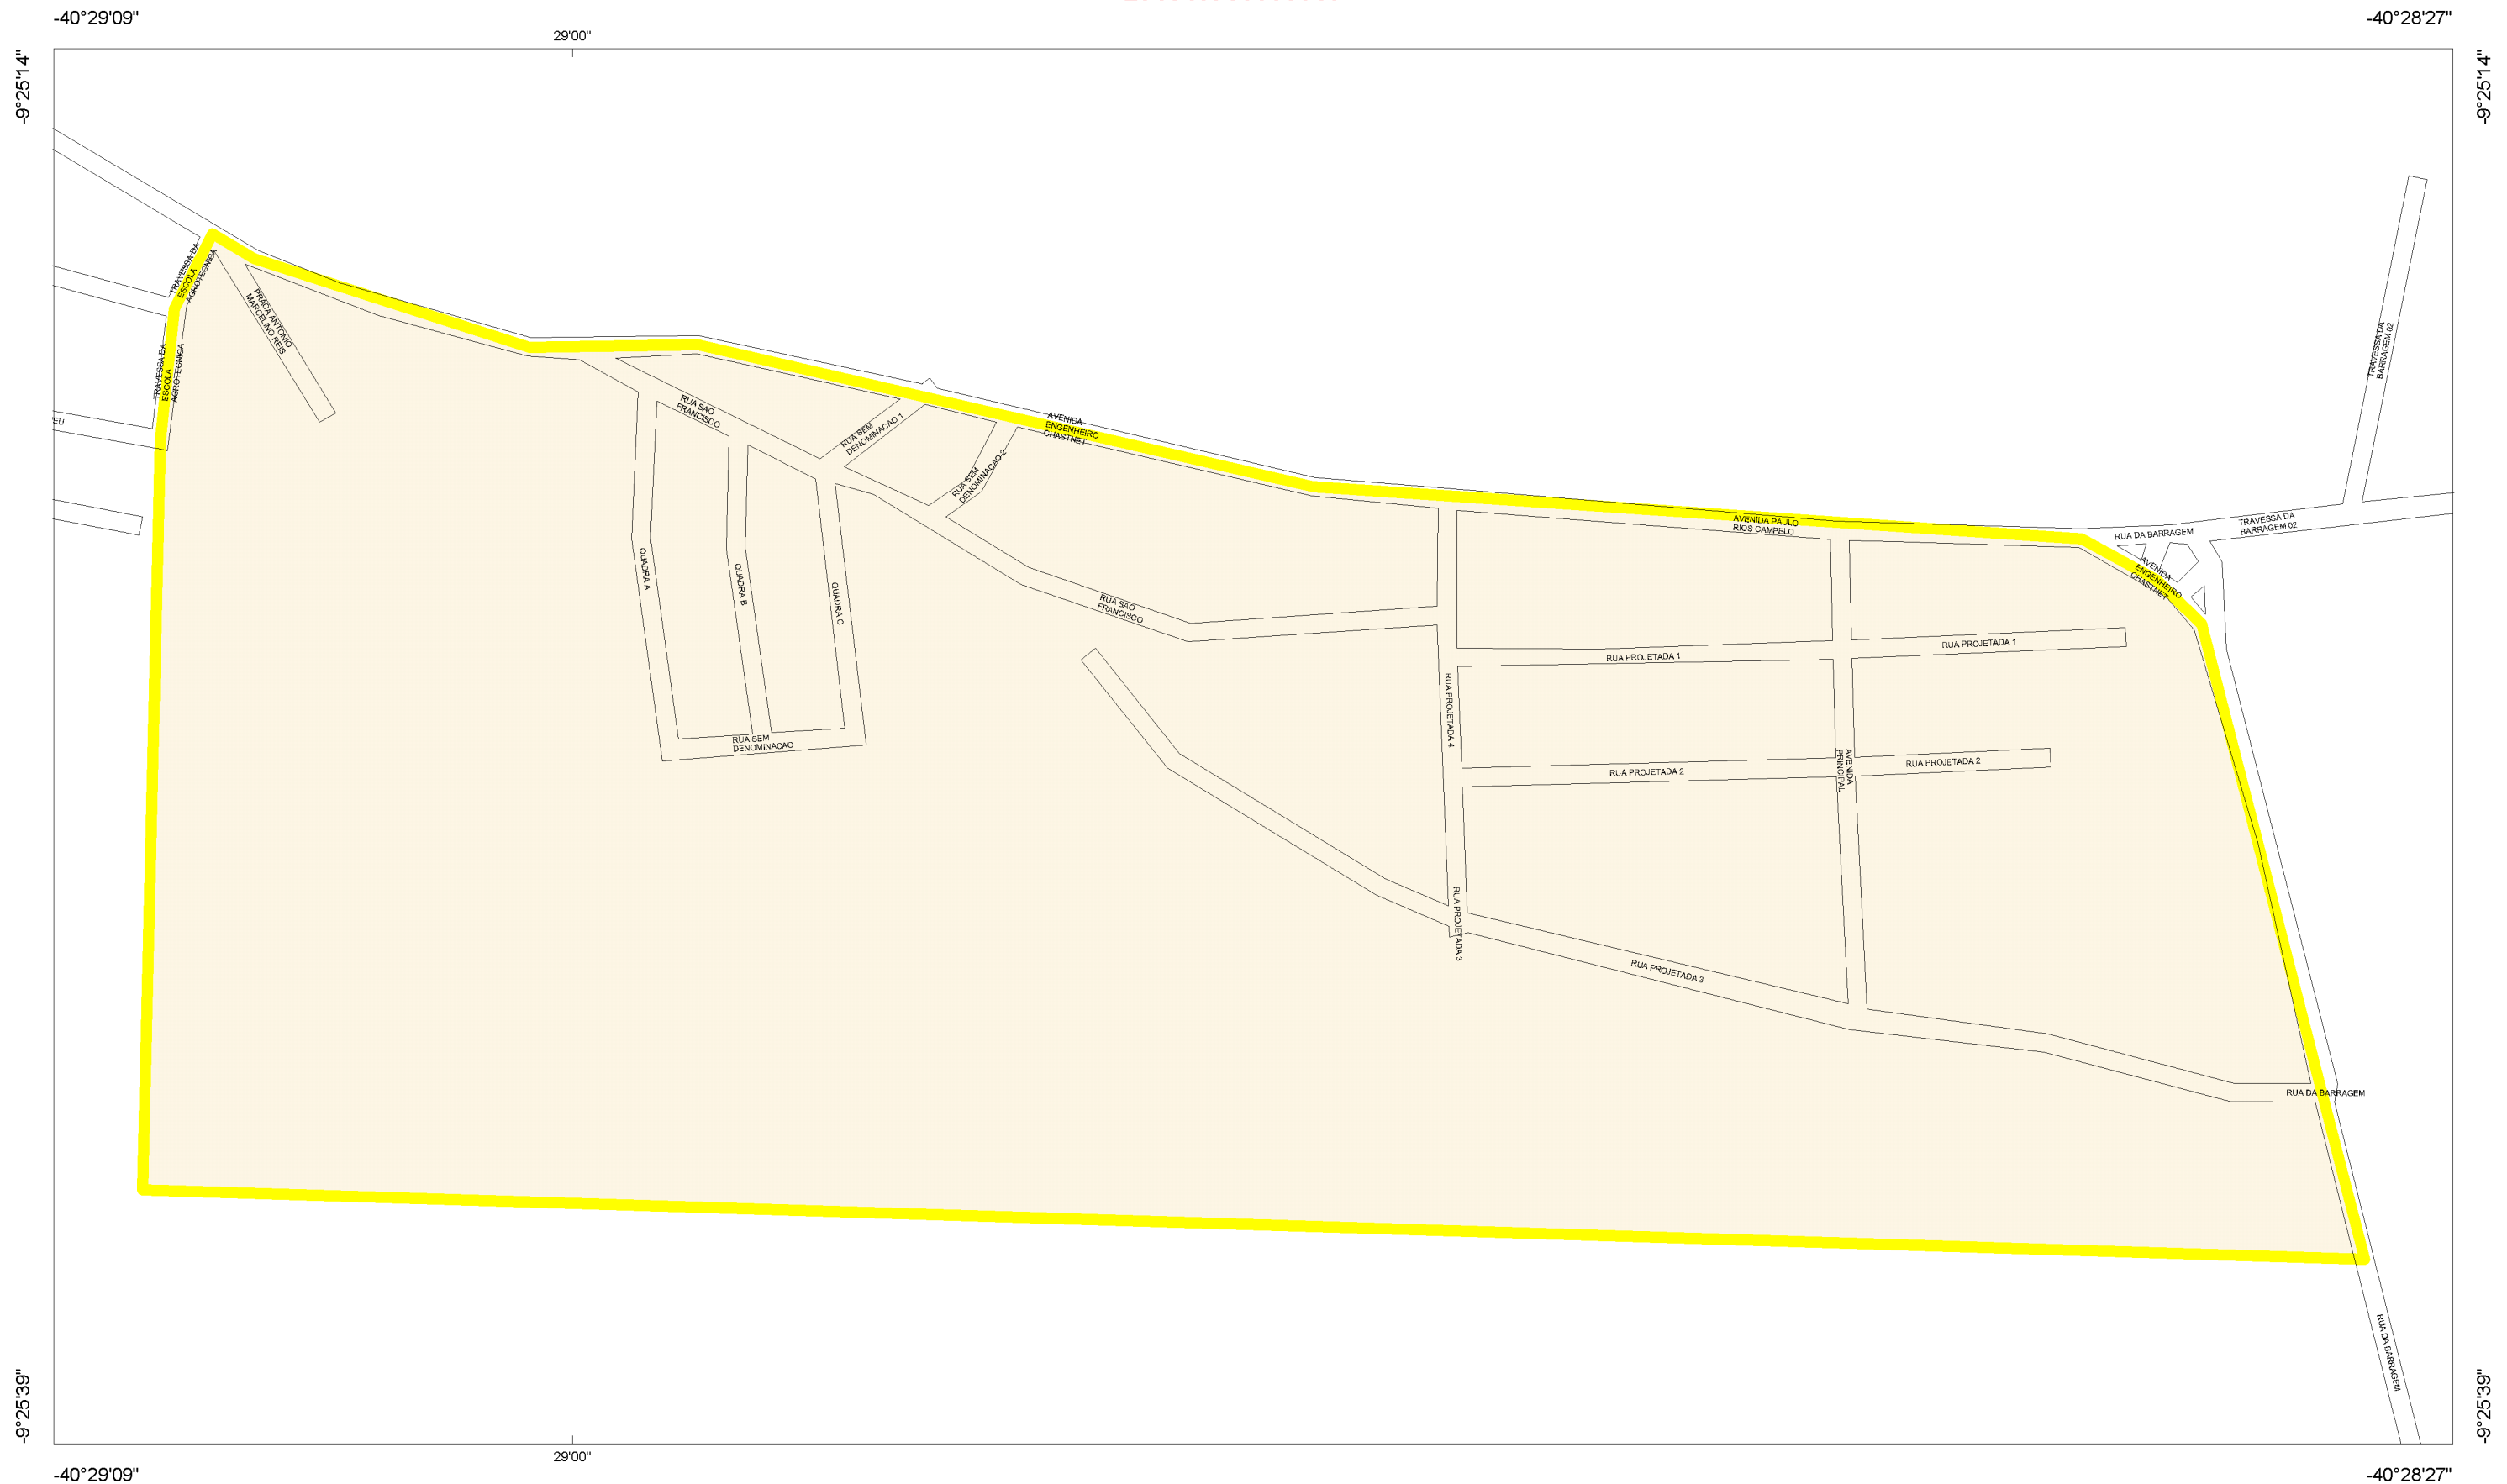 -40°29'09"
-40°28'27"
29'00"
-9°25'14"
-9°25'14"
TRAVESSA DA
ESCOLA
AGROTECNICA
PRACA ANTONIO
MARCELINO REIS
TRAVESSA DA
ESCOLA
AGROTECNICA
EU
RUA SAO
FRANCISCO
RUA SEM
DENOMINACAO 1
RUA SEM
DENOMINACAO 2
AVENIDA
ENGENHEIRO
CHASTNET
AVENIDA PAULO
RIOS CAMPELO
RUA DA BARRAGEM
TRAVESSA DA
BARRAGEM 02
TRAVESSA DA
BARRAGEM 02
AVENIDA
ENGENHEIRO
CHASTNET
QUADRA A
QUADRA B
QUADRA C
RUA SAO
FRANCISCO
RUA PROJETADA 1
RUA PROJETADA 1
RUA PROJETADA 4
RUA SEM
DENOMINACAO
RUA PROJETADA 2
AVENIDA
PRINCIPAL
RUA PROJETADA 2
RUA PROJETADA 3
RUA PROJETADA 3
RUA DA BARRAGEM
RUA DA BARRAGEM
-9°25'39"
-9°25'39"
29'00"
-40°29'09"
-40°28'27"